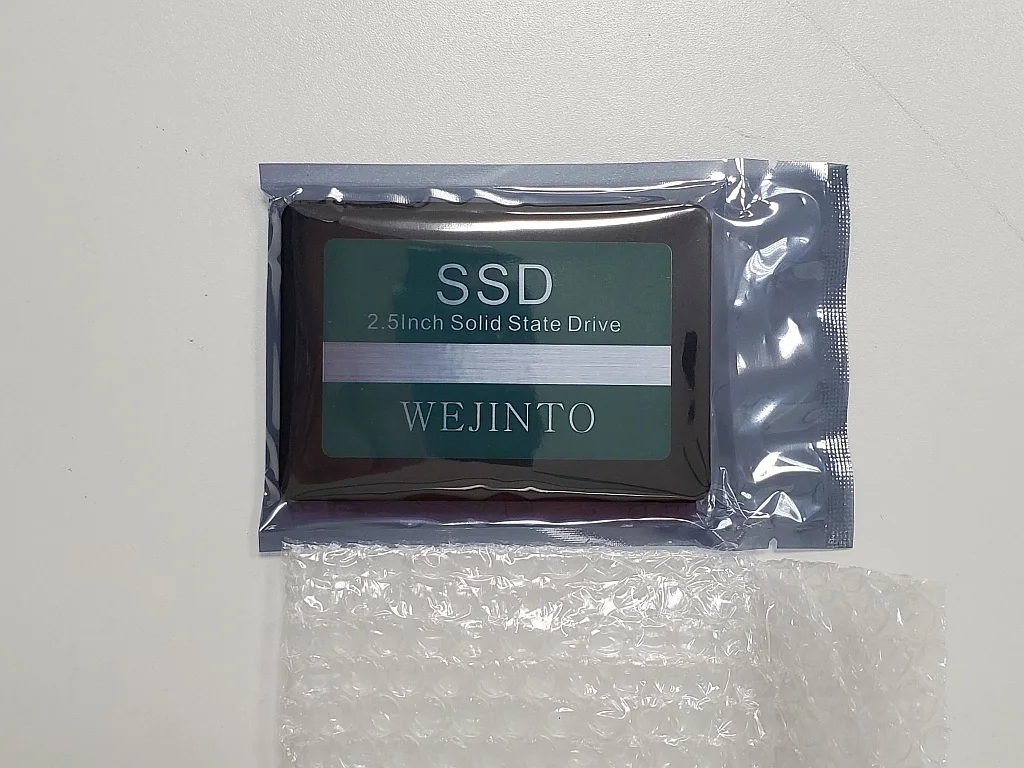 SSD
2.5Inch Solid State Drive
WEJINTO